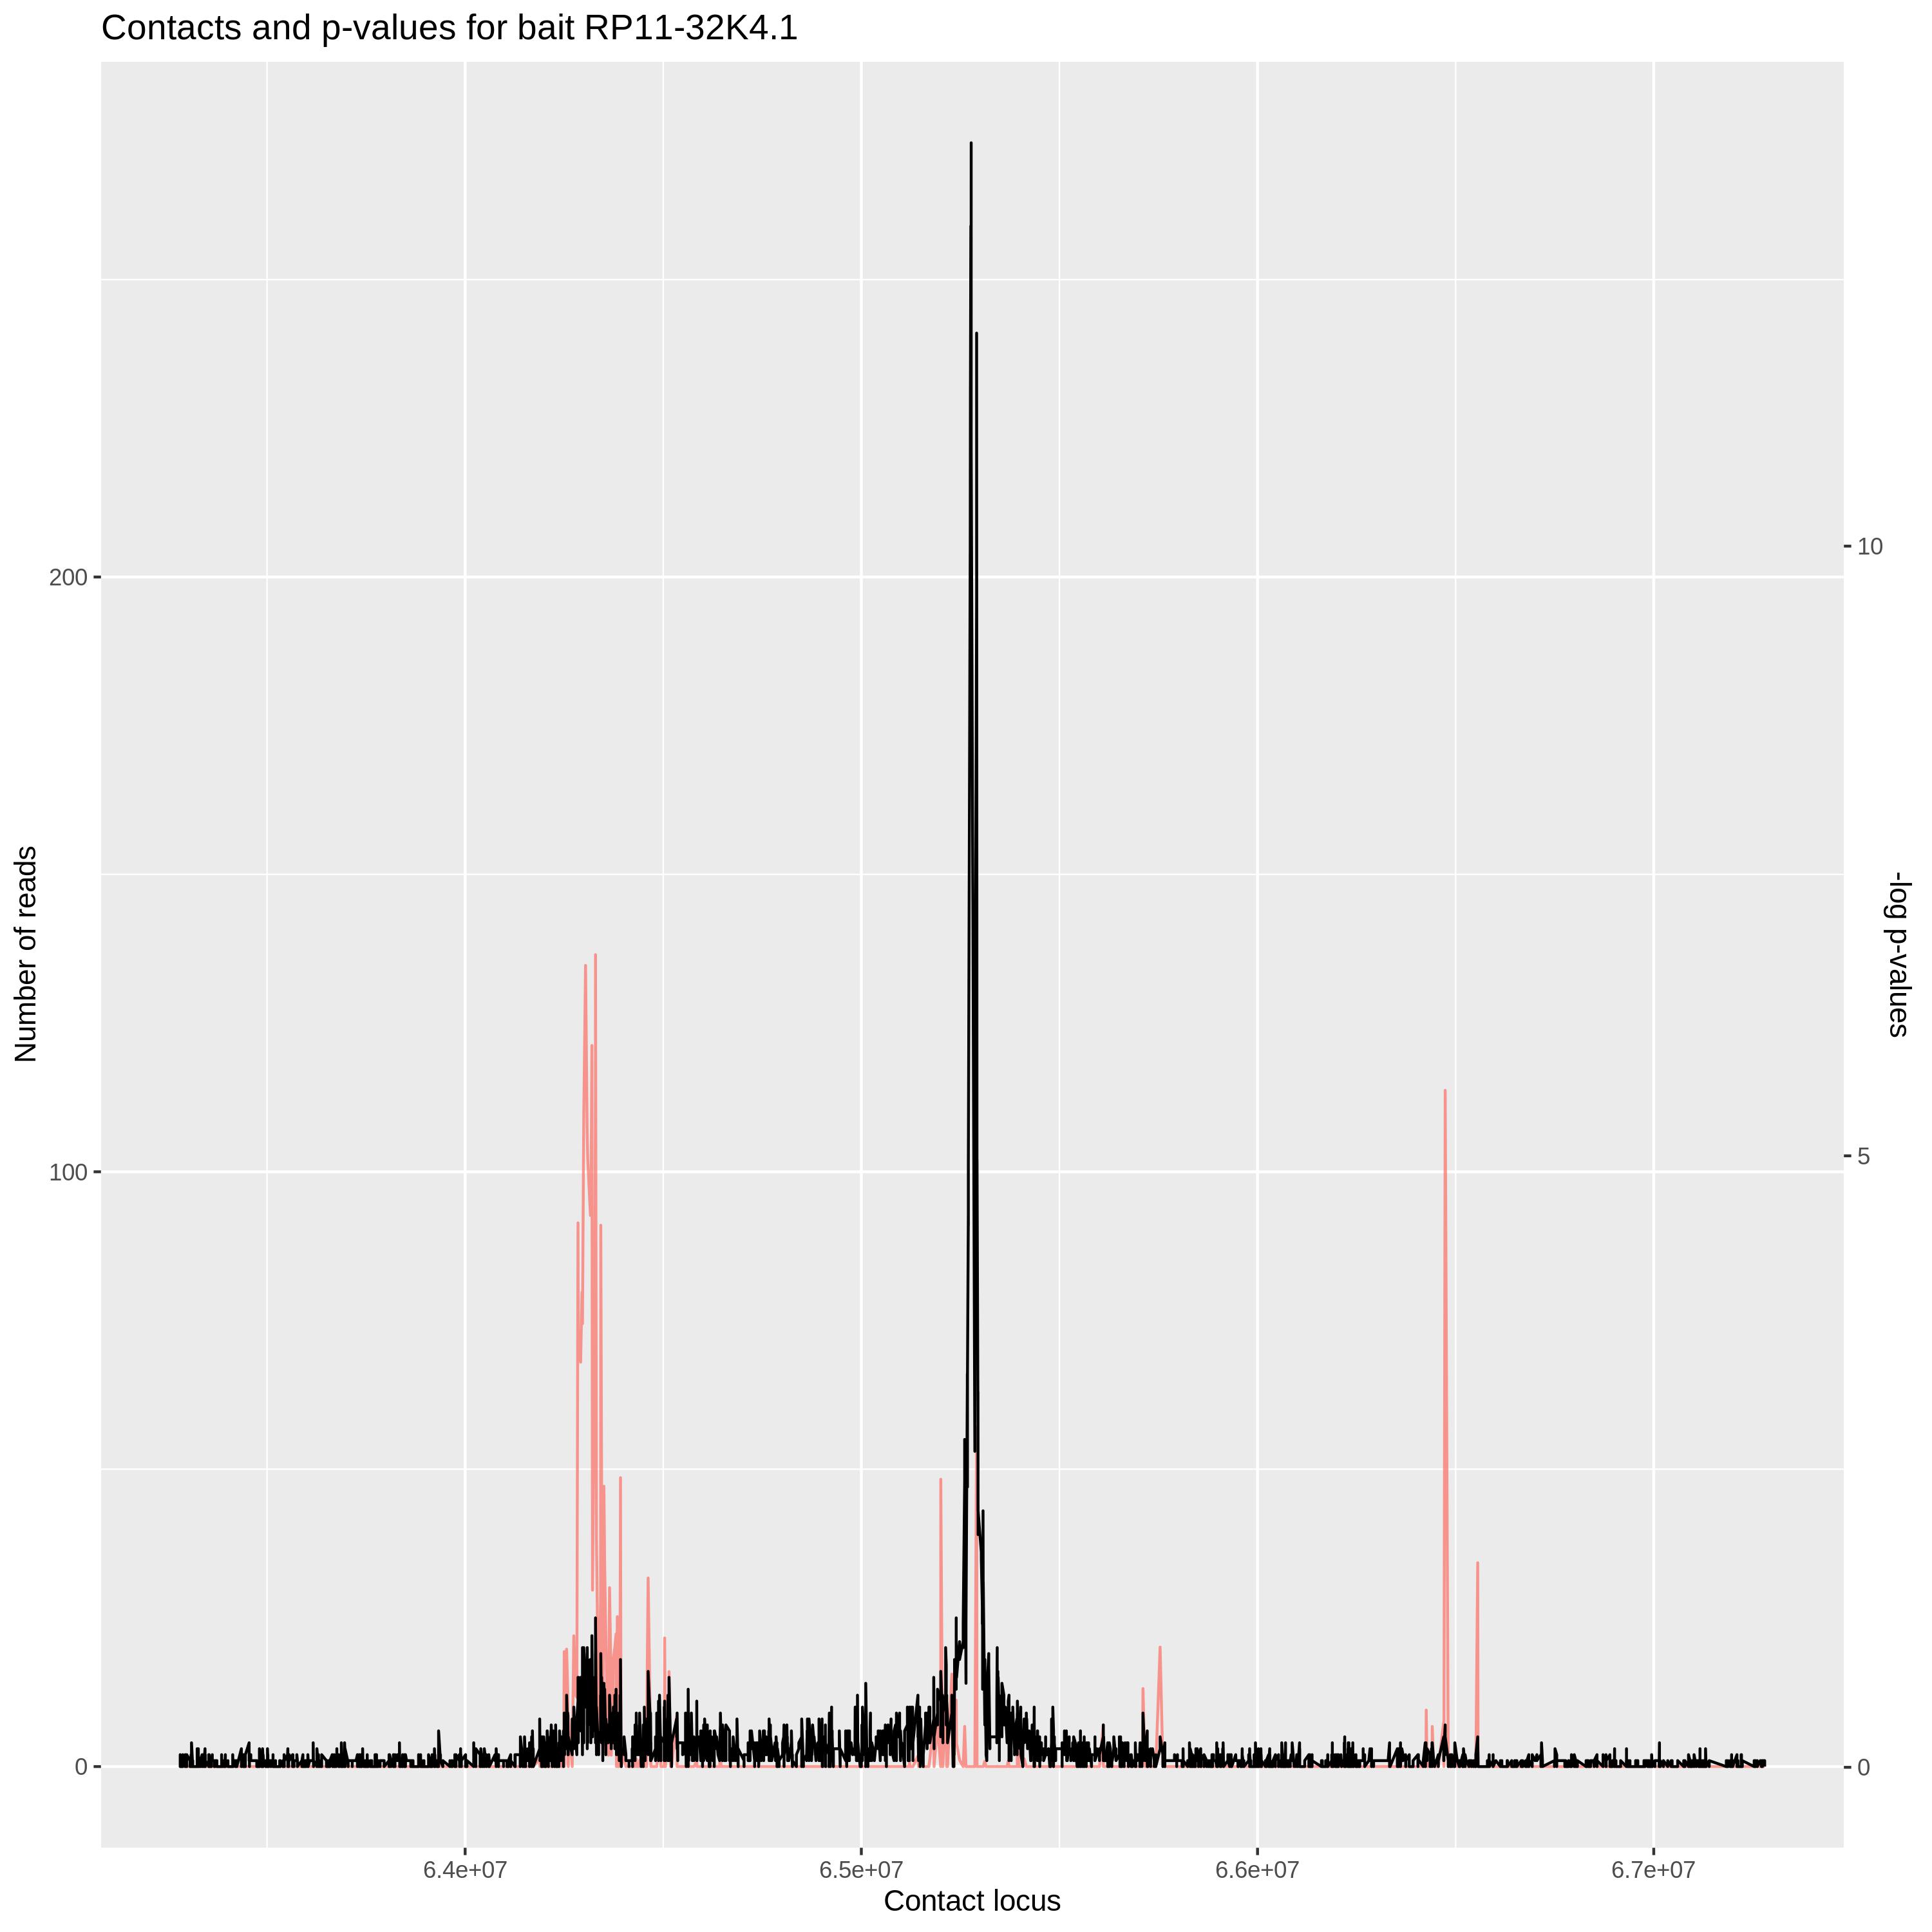 Contacts and p-values for bait RP11-32K4.1
Number of reads
200
100
0
10
5
0
-log p-values
6.4e+07 6.5e+07 6.6e+07 6.7e+07
Contact locus